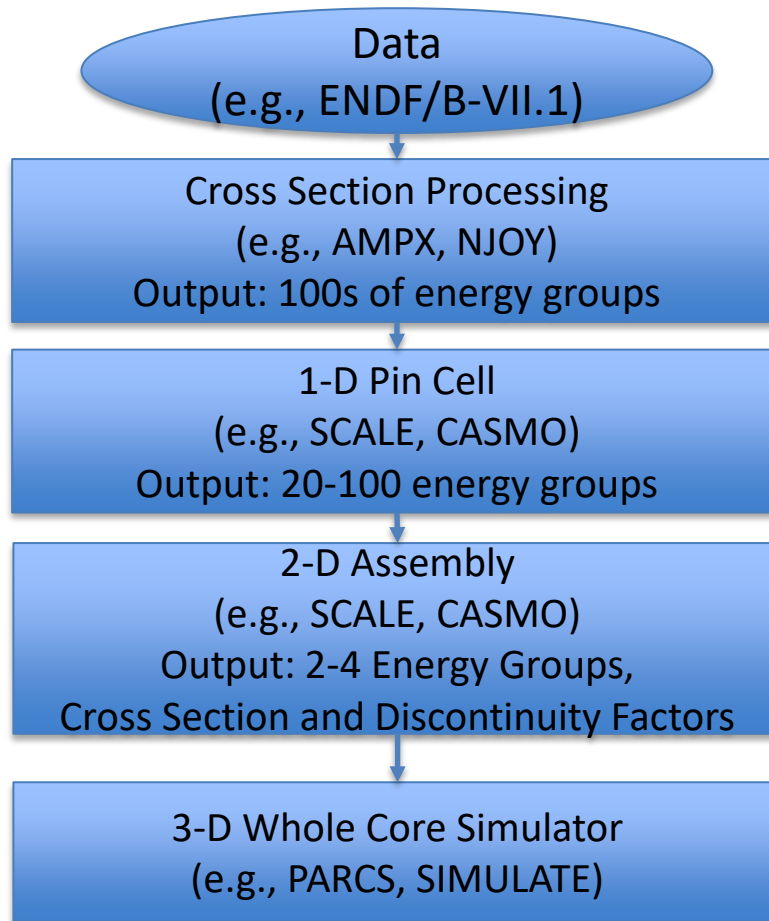 Data
(e.g., ENDF/B-VII.1)
Cross Section Processing
(e.g., AMPX, NJOY)
Output: 100s of energy groups
1-D Pin Cell
(e.g., SCALE, CASMO)
Output: 20-100 energy groups
2-D Assembly
(e.g., SCALE, CASMO)
Output: 2-4 Energy Groups,
Cross Section and Discontinuity Factors
3-D Whole Core Simulator
(e.g., PARCS, SIMULATE)